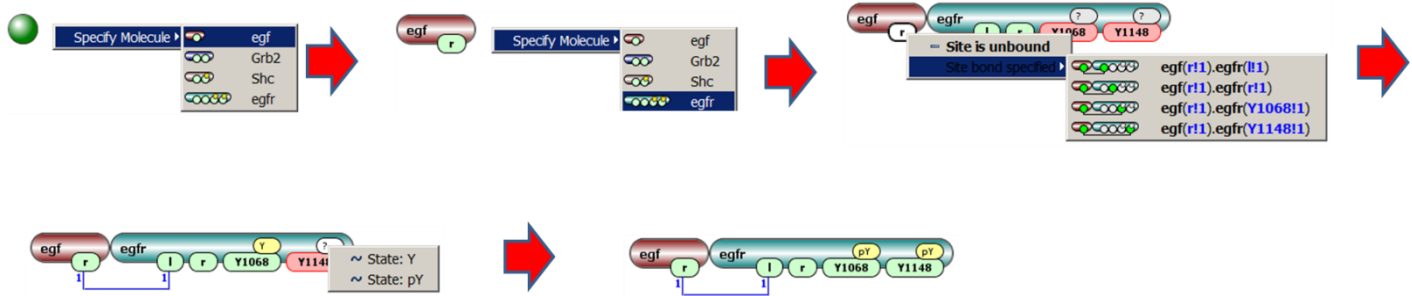 Specify Molecule
egf
Grb2
Shc
egfr
egf
r
Specify Molecule
egf
Grb2
Shc
egfr
egf
r
egfr
l
r
?
Y1068
?
Y1148
Site is unbound
Site bond specified
egf(r!1).egfr(l!1)
egf(r!1).egfr(r!1)
egf(r!1).egfr(Y1068!1)
egf(r!1).egfr(Y1148!1)
egf
r
1
egfr
l
1
r
Y
Y1068
?
State: Y
State: pY
egf
r
1
egfr
l
1
r
pY
Y1068
pY
Y1148